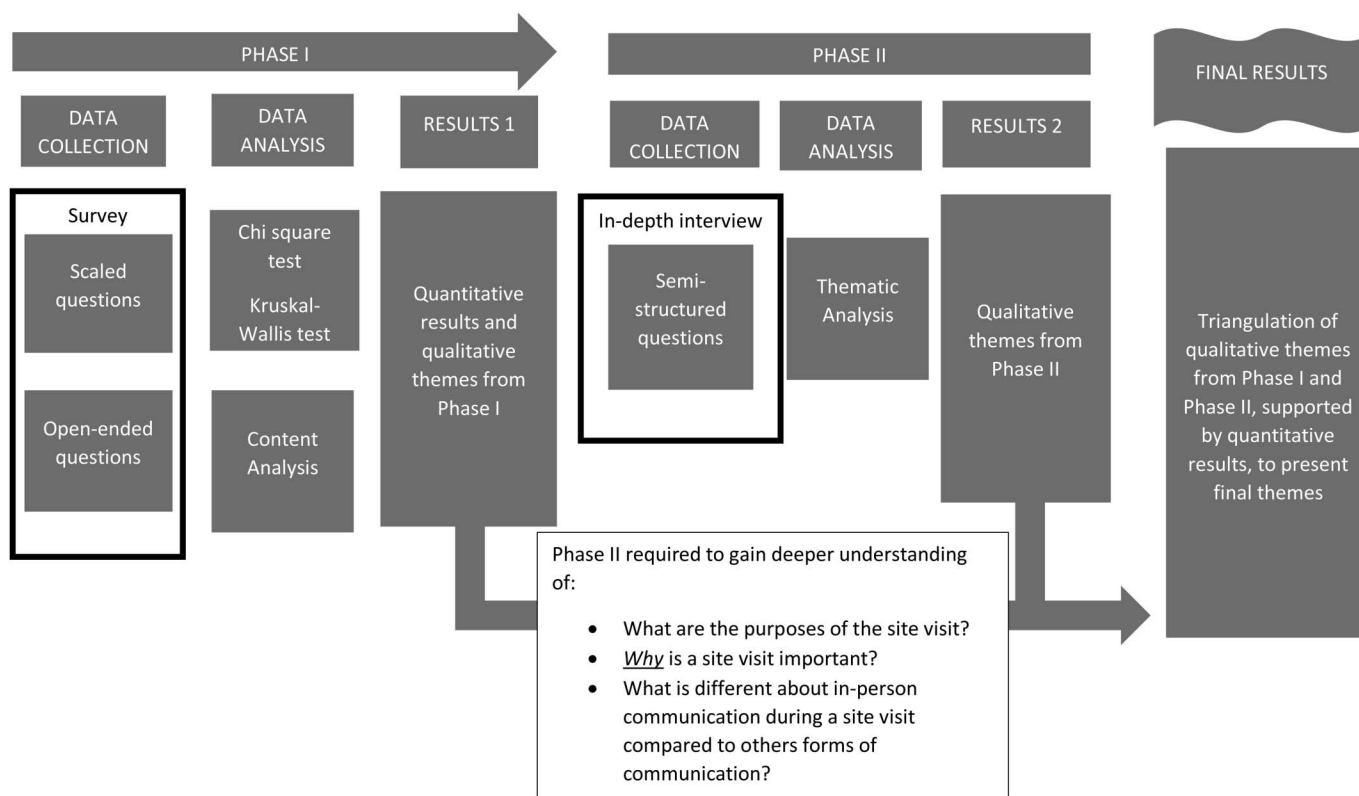 PHASE I
PHASE II
FINAL RESULTS
DATA
COLLECTION
DATA
ANALYSIS
RESULTS 1
DATA
COLLECTION
DATA
ANALYSIS
RESULTS 2
Survey
Scaled
questions
Open-ended
questions
Chi square
test
Kruskal-
Wallis test
Content
Analysis
Quantitative
results and
qualitative
themes from
Phase I
In-depth interview
Semi-
structured
questions
Thematic
Analysis
Qualitative
themes from
Phase II
Triangulation of
qualitative themes
from Phase I and
Phase II, supported
by quantitative
results, to present
final themes
Phase II required to gain deeper understanding
of:
• What are the purposes of the site visit?
• Why is a site visit important?
• What is different about in-person
communication during a site visit
compared to others forms of
communication?